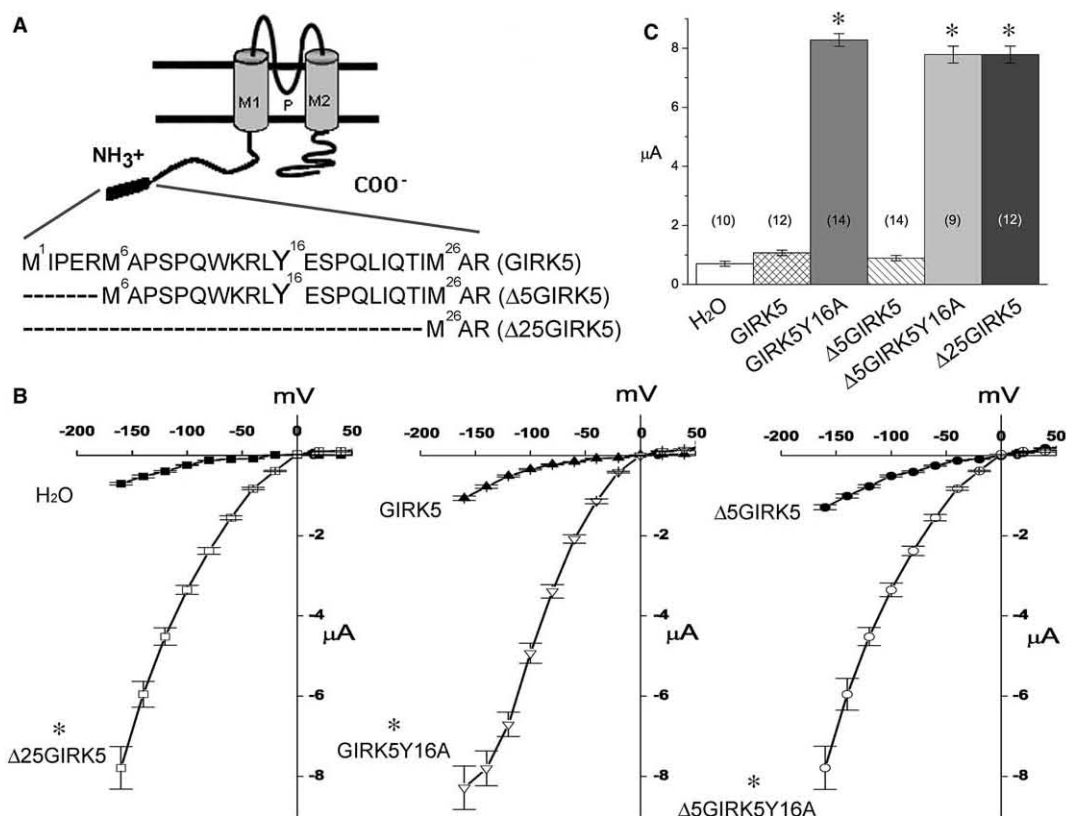 A
M1
P
M2
NH3+
COO-
M1IPERM6APSPQWKRLY16ESPQLIQTIM26AR (GIRK5)
------M6APSPQWKRLY16ESPQLIQTIM26AR (Δ5GIRK5)
------------------------------M26AR (Δ25GIRK5)
C
*
*
*
8
6
4
2
0
μA
(10)
(12)
(14)
(14)
(9)
(12)
H2O
GIRK5
GIRK5Y16A
Δ5GIRK5
Δ5GIRK5Y16A
Δ25GIRK5
B
mV
-200 -150 -100 -50 0 50
H2O
-2
-4
μA
-6
-8
*
Δ25GIRK5
mV
-200 -150 -100 -50 0 50
GIRK5
-2
-4
μA
-6
-8
*
GIRK5Y16A
mV
-200 -150 -100 -50 0 50
Δ5GIRK5
-2
-4
μA
-6
-8
*
Δ5GIRK5Y16A